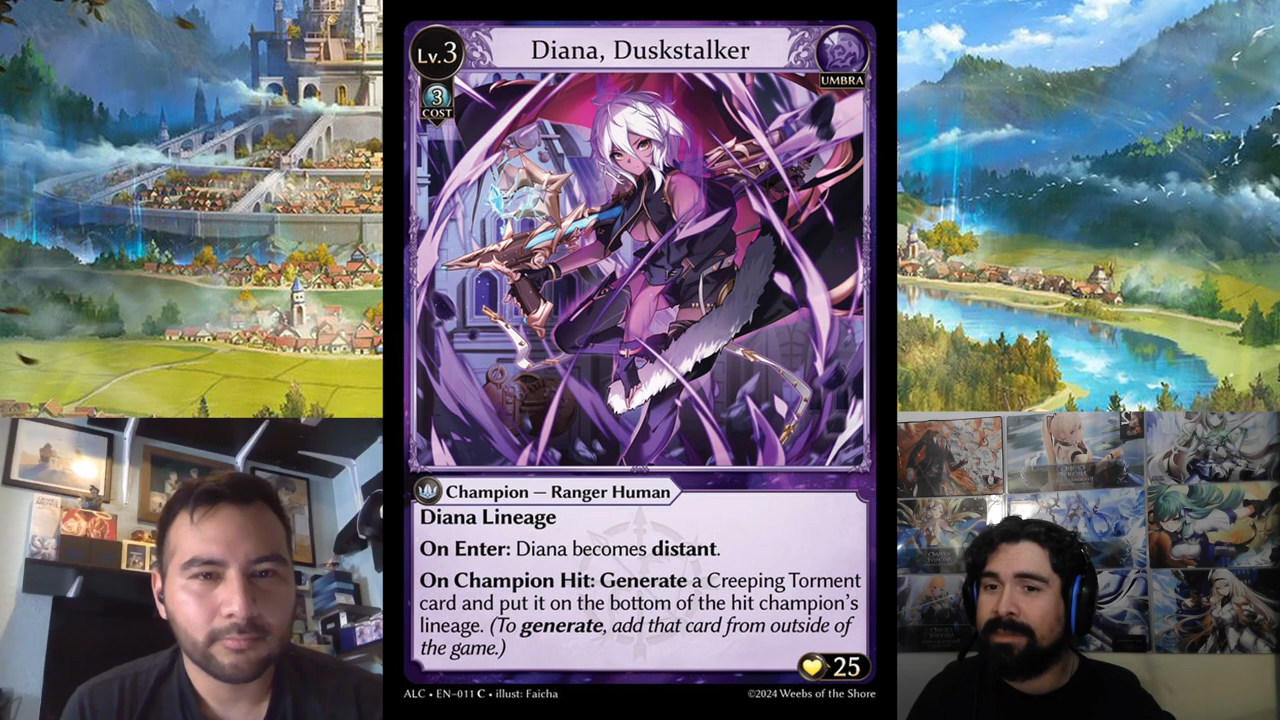 Lv.3
Diana, Duskstalker
UMBRA
3
COST
Champion — Ranger Human
Diana Lineage
On Enter: Diana becomes distant.
On Champion Hit: Generate a Creeping Torment
card and put it on the bottom of the hit champion's
lineage. (To generate, add that card from outside of
the game.)
25
ALC • EN-011 C • illust: Faicha
©2024 Weebs of the Shore